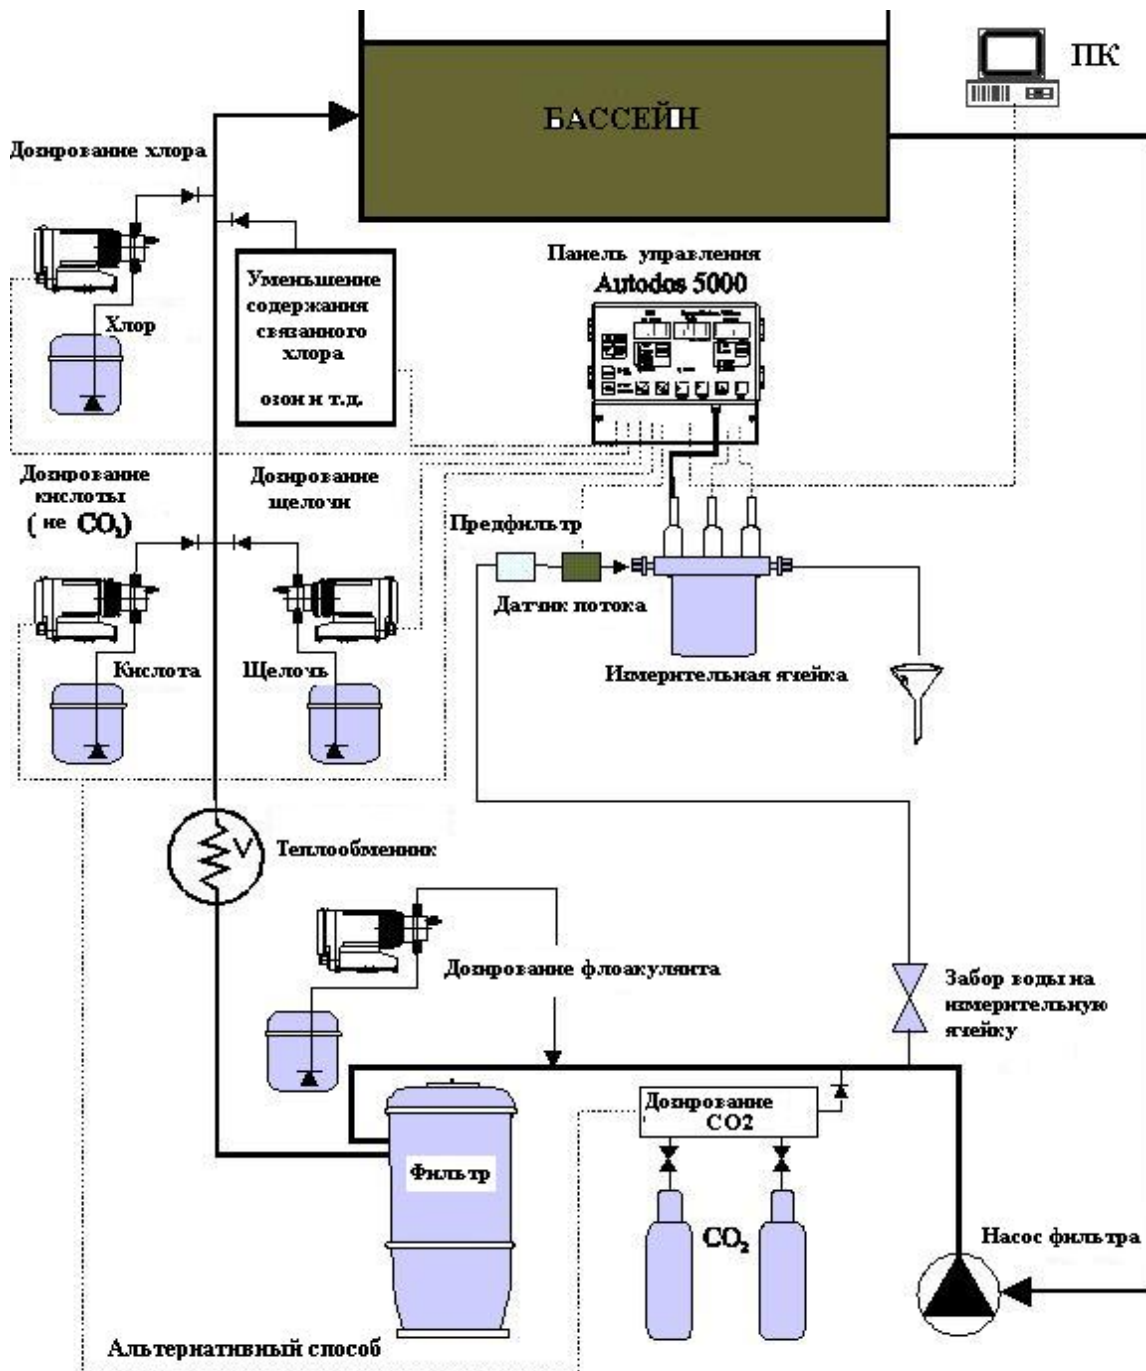 ПК
БАССЕЙН
Дозирование хлора
Панель управления
Autodos 5000
Уменьшение
содержания
связанного
хлора
озон и т.д.
Хлор
Дозирование
кислоты
( не CO₂)
Дозирование
щелочи
Предфильтр
Датчик потока
Измерительная ячейка
Кислота
Щелочь
Теплообменник
Дозирование флоакулянта
Забор воды на
измерительную
ячейку
Дозирование
CO2
Фильтр
CO₂
Насос фильтра
Альтернативный способ